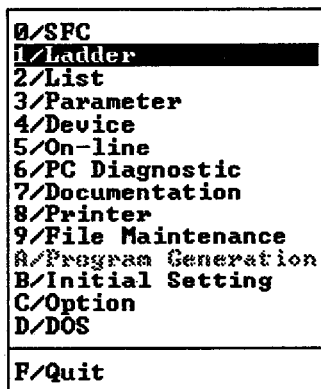 0/SFC
1/Ladder
2/List
3/Parameter
4/Device
5/On-line
6/PC Diagnostic
7/Documentation
8/Printer
9/File Maintenance
A/Program Generation
B/Initial Setting
C/Option
D/DOS
F/Quit